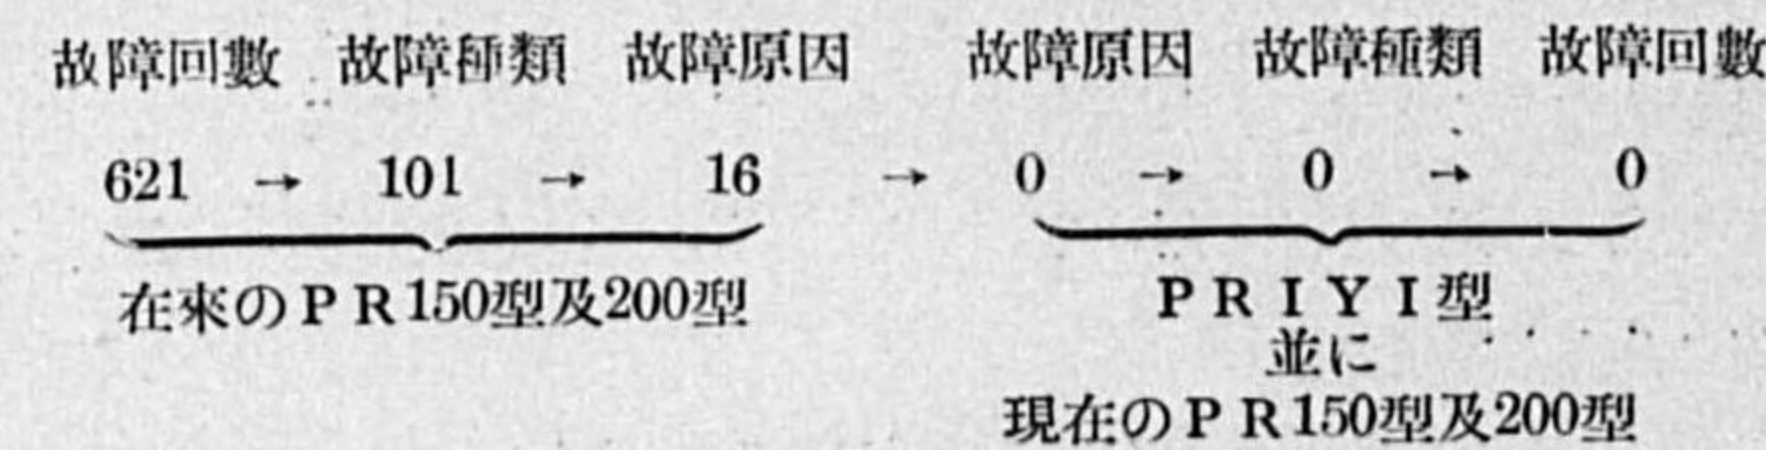 故障回數 故障種類 故障原因 故障原因 故障種類 故障回數
621 → 101 → 16 → 0 → 0 → 0
在來のPR150型及200型 PRIYI型
並に
現在のPR150型及200型